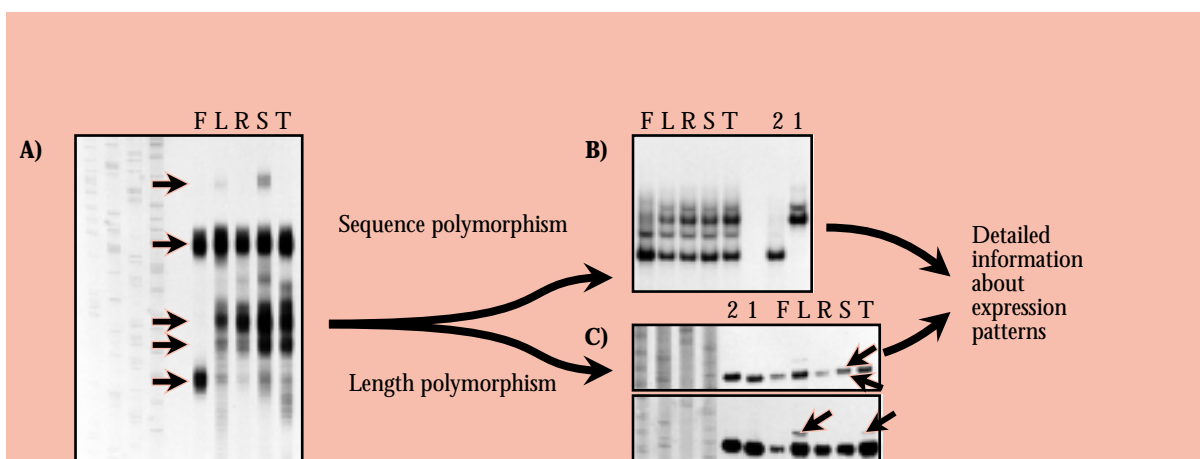 A)
F L R S T
Sequence polymorphism
Length polymorphism
B)
F L R S T 2 1
C)
2 1 F L R S T
Detailed
information
about
expression
patterns